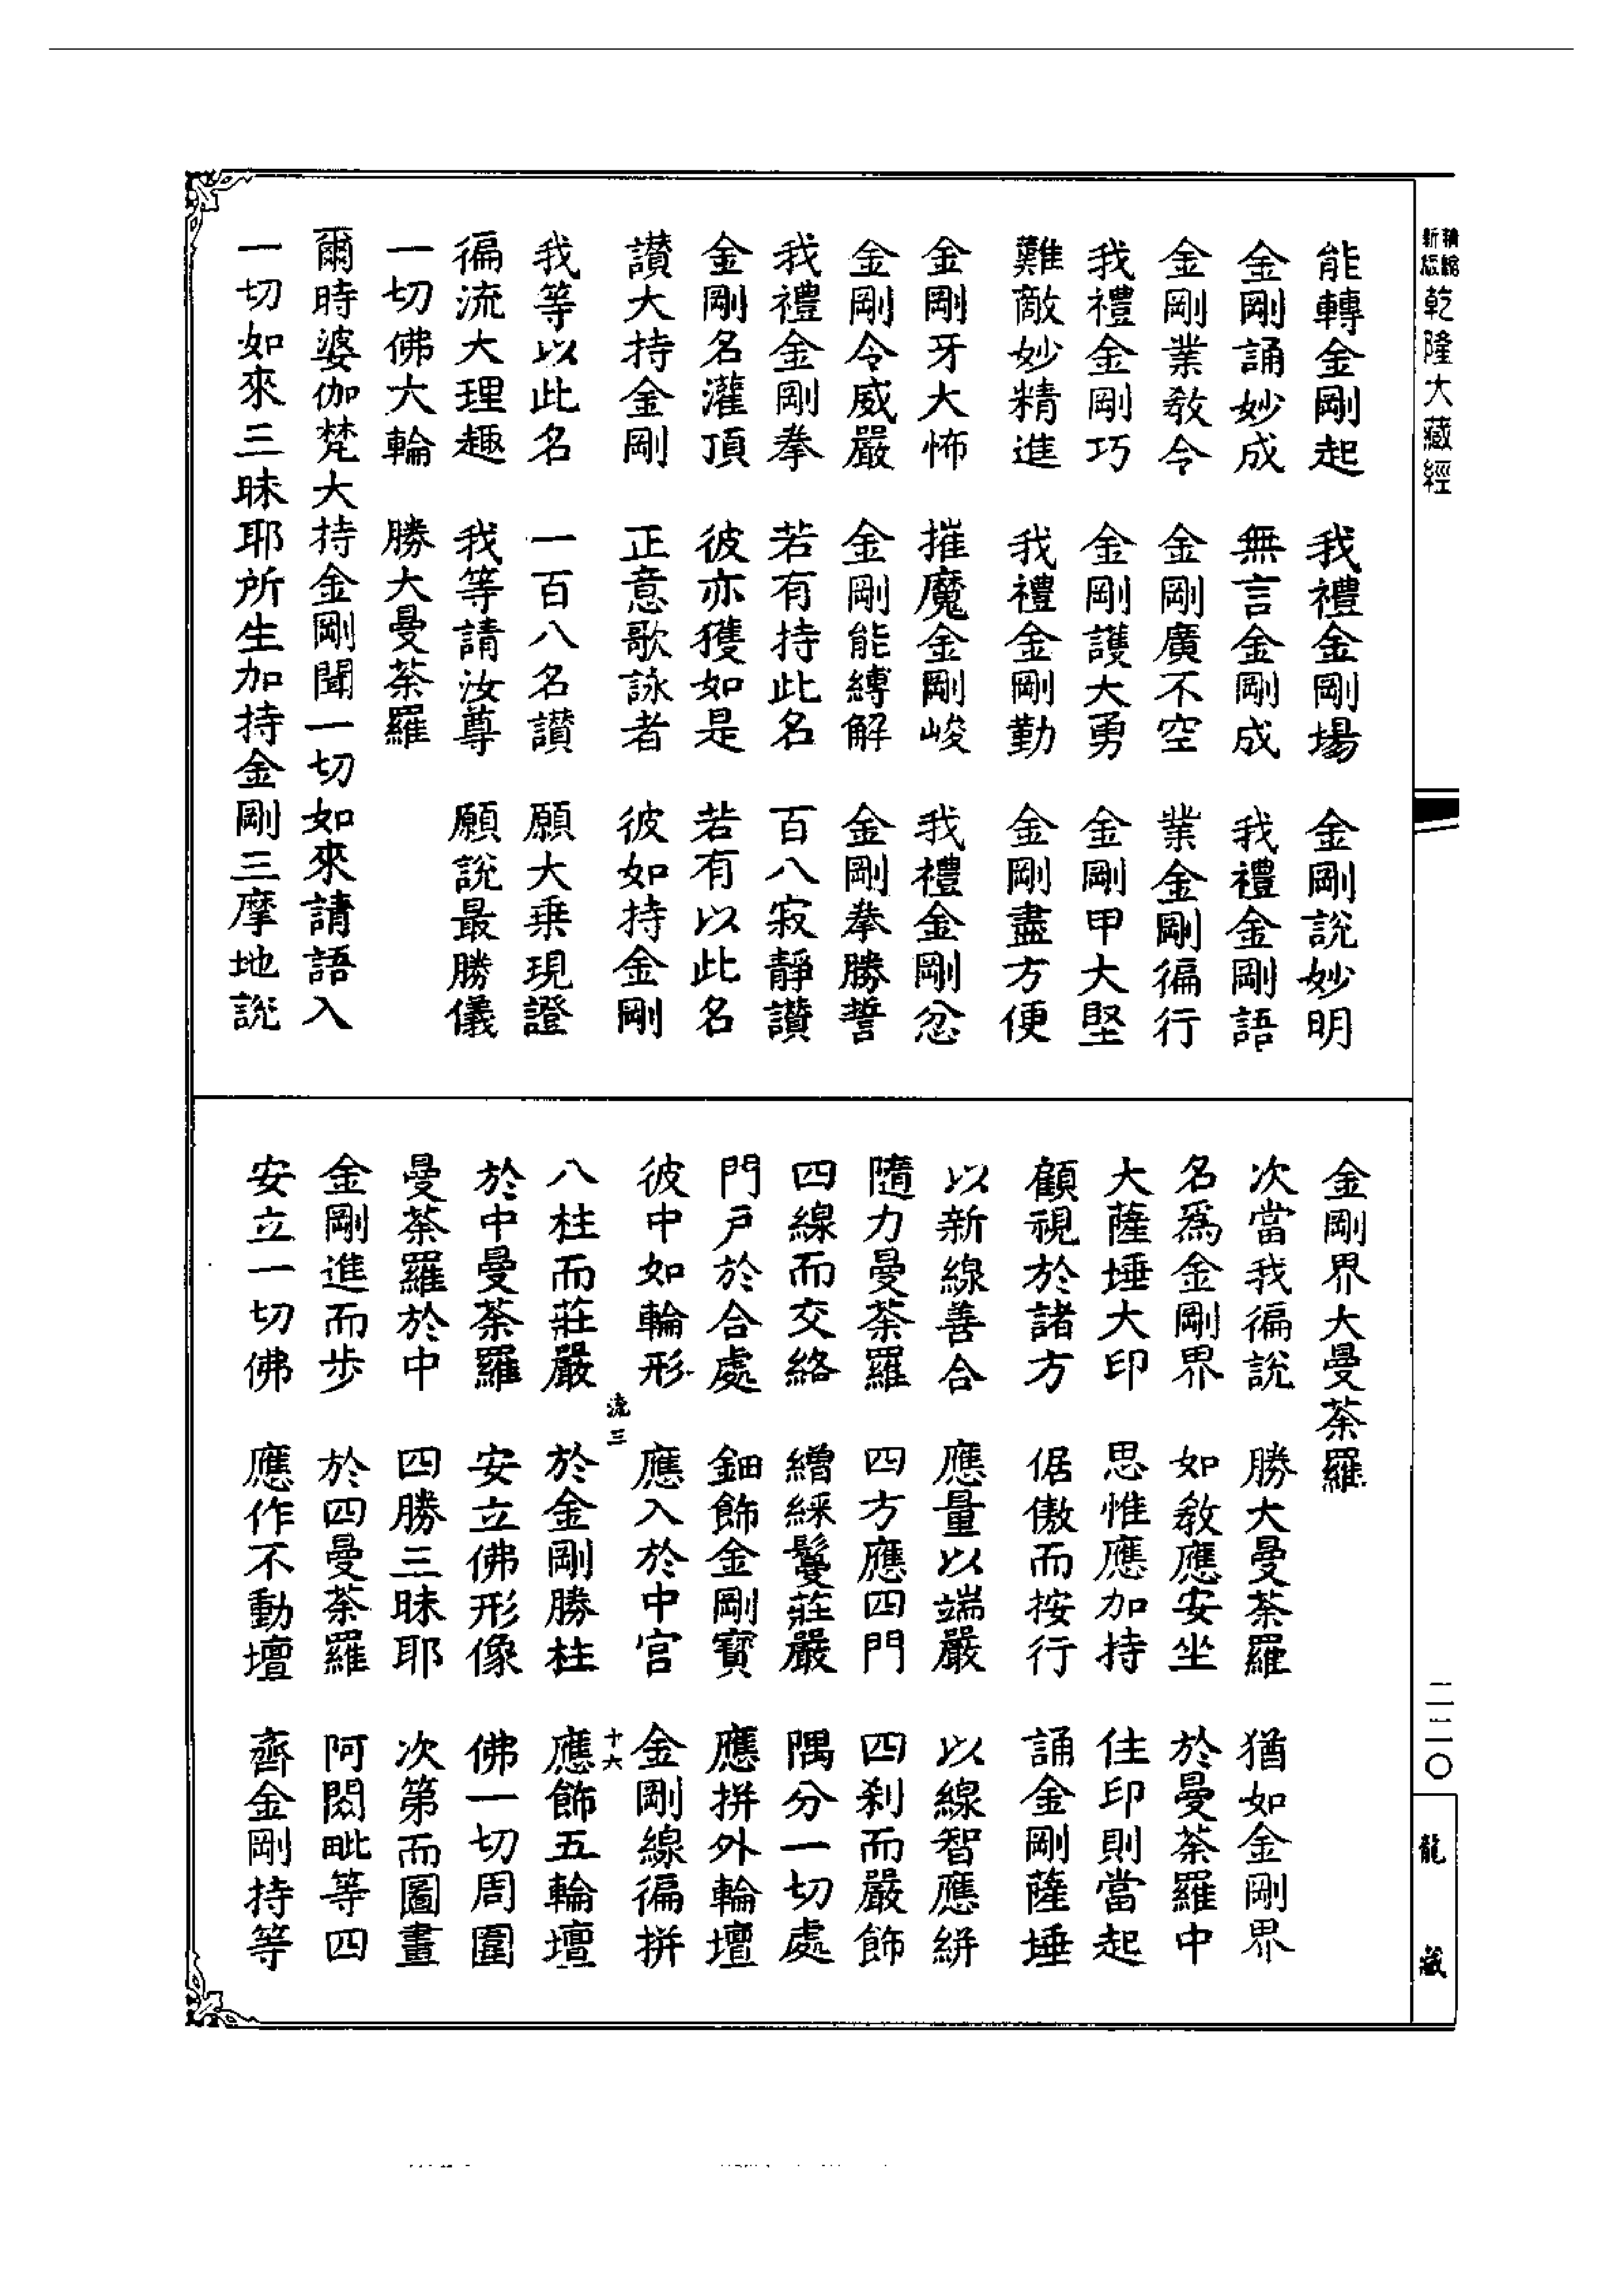 新編縮版乾隆大藏經
能轉金剛起　我禮金剛場　金剛說妙明
金剛誦妙成　無言金剛成　我禮金剛語
金剛業教令　金剛廣不空　業金剛徧行
我禮金剛巧　金剛護大勇　金剛甲大堅
難敵妙精進　我禮金剛勤　金剛盡方便
金剛牙大怖　摧魔金剛峻　我禮金剛忿
金剛令威嚴　金剛能縛解　金剛拳勝誓
我禮金剛拳　若有持此名　百八寂靜讚
金剛名灌頂　彼亦獲如是　若有以此名
讚大持金剛　正意歌詠者　彼如持金剛
我等以此名　一百八名讚　願大乗現證
徧流大理趣　我等請汝尊　願說最勝儀
一切佛大輪　勝大曼荼羅
爾時婆伽梵大持金剛聞一切如來請語入
一切如來三昧耶所生加持金剛三摩地說
金剛界大曼荼羅
次當我徧說　勝大曼荼羅　猶如金剛界
名爲金剛界　如教應安坐　於曼荼羅中
大薩埵大印　思惟應加持　住印則當起
顧視於諸方　倨傲而按行　誦金剛薩埵
以新線善合　應量以端嚴　以線智應絣
隨力曼荼羅　四方應四門　四刹而嚴飾
四線而交絡　繒綵鬘莊嚴　隅分一切處
門戸於合處　鈿飾金剛寳　應拼外輪壇
彼中如輪形　應入於中宫　金剛線徧拼
流三　十六
八柱而莊嚴　於金剛勝柱　應飾五輪壇
於中曼荼羅　安立佛形像　佛一切周圍
曼荼羅於中　四勝三昧耶　次第而圖畫
金剛進而步　於四曼荼羅　阿閦毗等四
安立一切佛　應作不動壇　齊金剛持等
二二〇
龍藏